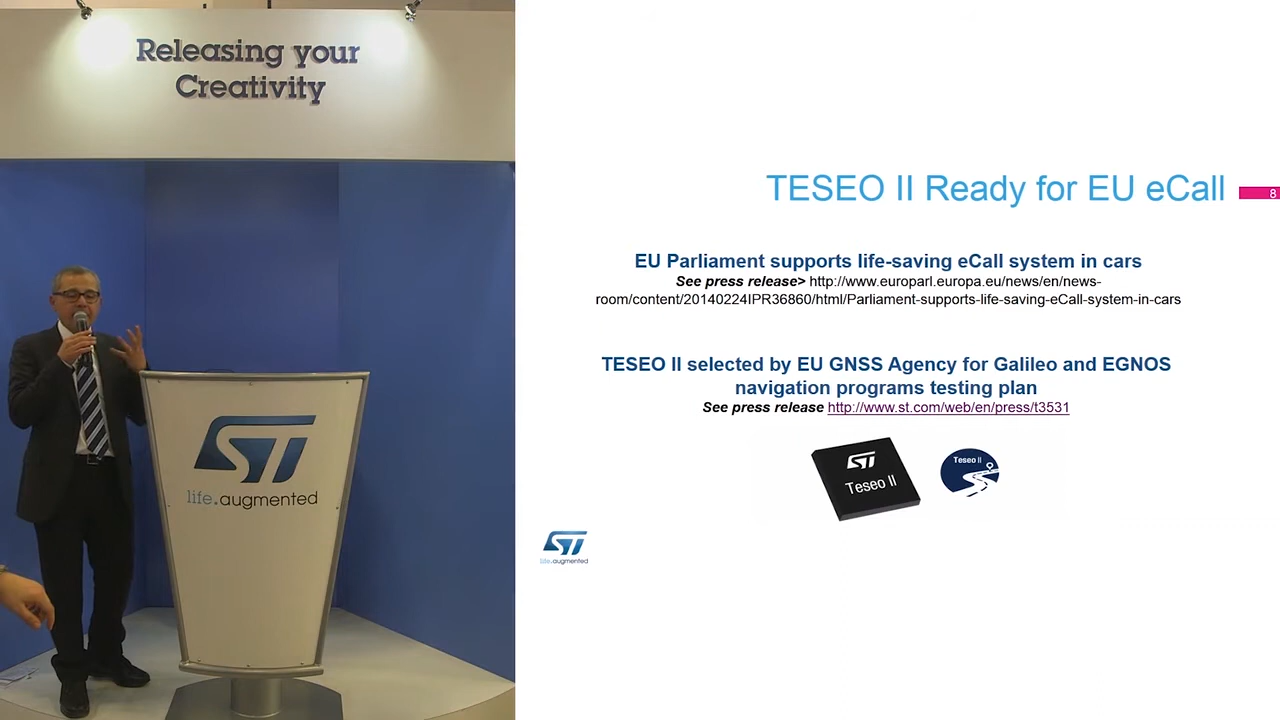 Releasing your
Creativity
ST
life.augmented
TESEO II Ready for EU eCall
8
EU Parliament supports life-saving eCall system in cars
See press release> http://www.europarl.europa.eu/news/en/news-
room/content/20140224IPR36860/html/Parliament-supports-life-saving-eCall-system-in-cars
TESEO II selected by EU GNSS Agency for Galileo and EGNOS
navigation programs testing plan
See press release http://www.st.com/web/en/press/t3531
ST
Teseo II
Teseo II
ST
life.augmented